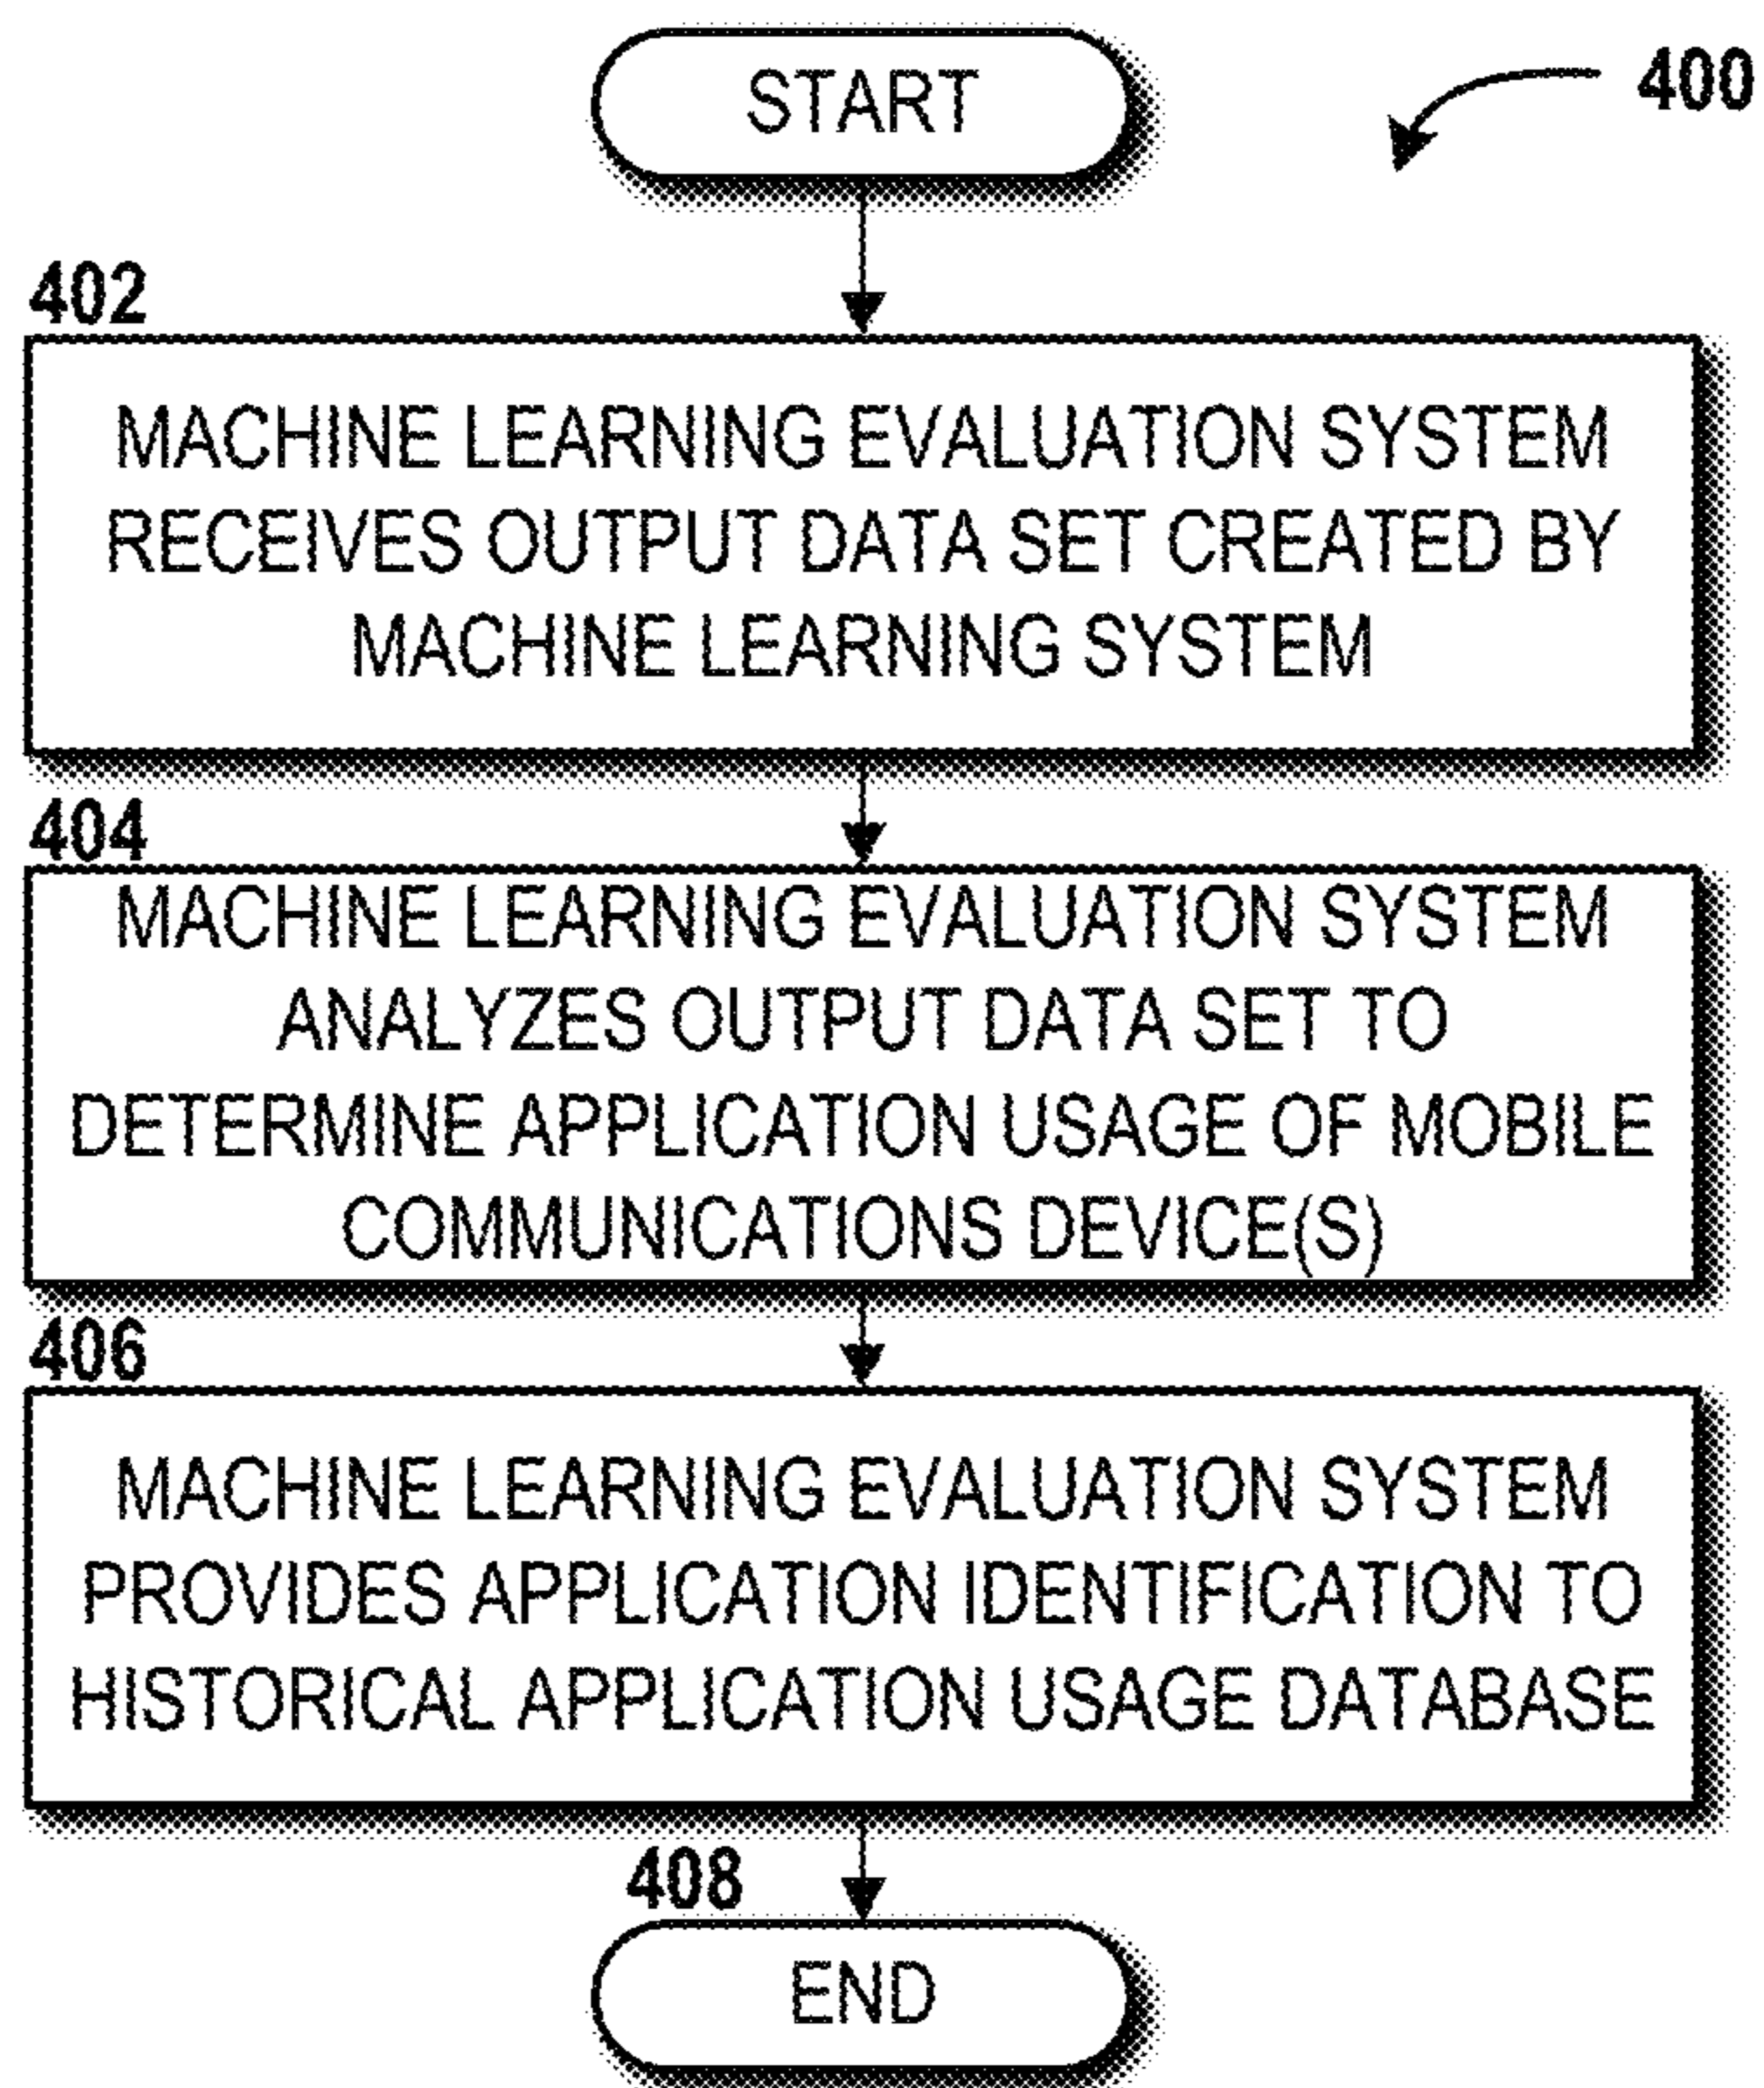 START
400
402
MACHINE LEARNING EVALUATION SYSTEM
RECEIVES OUTPUT DATA SET CREATED BY
MACHINE LEARNING SYSTEM
404
MACHINE LEARNING EVALUATION SYSTEM
ANALYZES OUTPUT DATA SET TO
DETERMINE APPLICATION USAGE OF MOBILE
COMMUNICATIONS DEVICE(S)
406
MACHINE LEARNING EVALUATION SYSTEM
PROVIDES APPLICATION IDENTIFICATION TO
HISTORICAL APPLICATION USAGE DATABASE
408
END